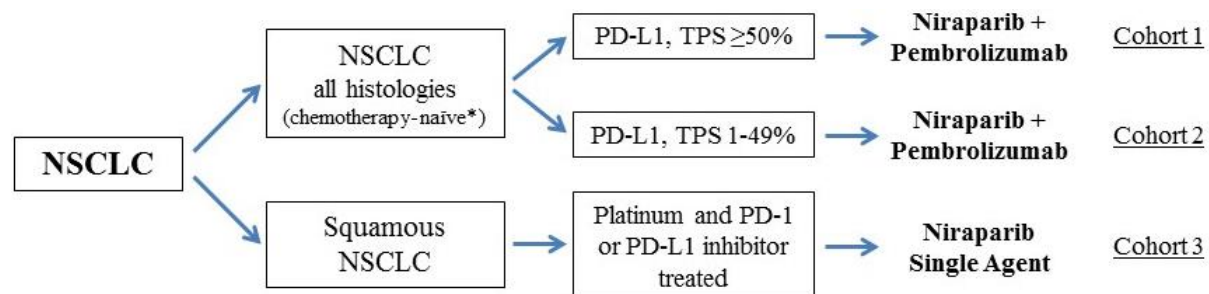 NSCLC
NSCLC
all histologies
(chemotherapy-naïve*)
PD-L1, TPS ≥50%
Niraparib +
Pembrolizumab
Cohort 1
PD-L1, TPS 1-49%
Niraparib +
Pembrolizumab
Cohort 2
Squamous
NSCLC
Platinum and PD-1
or PD-L1 inhibitor
treated
Niraparib
Single Agent
Cohort 3